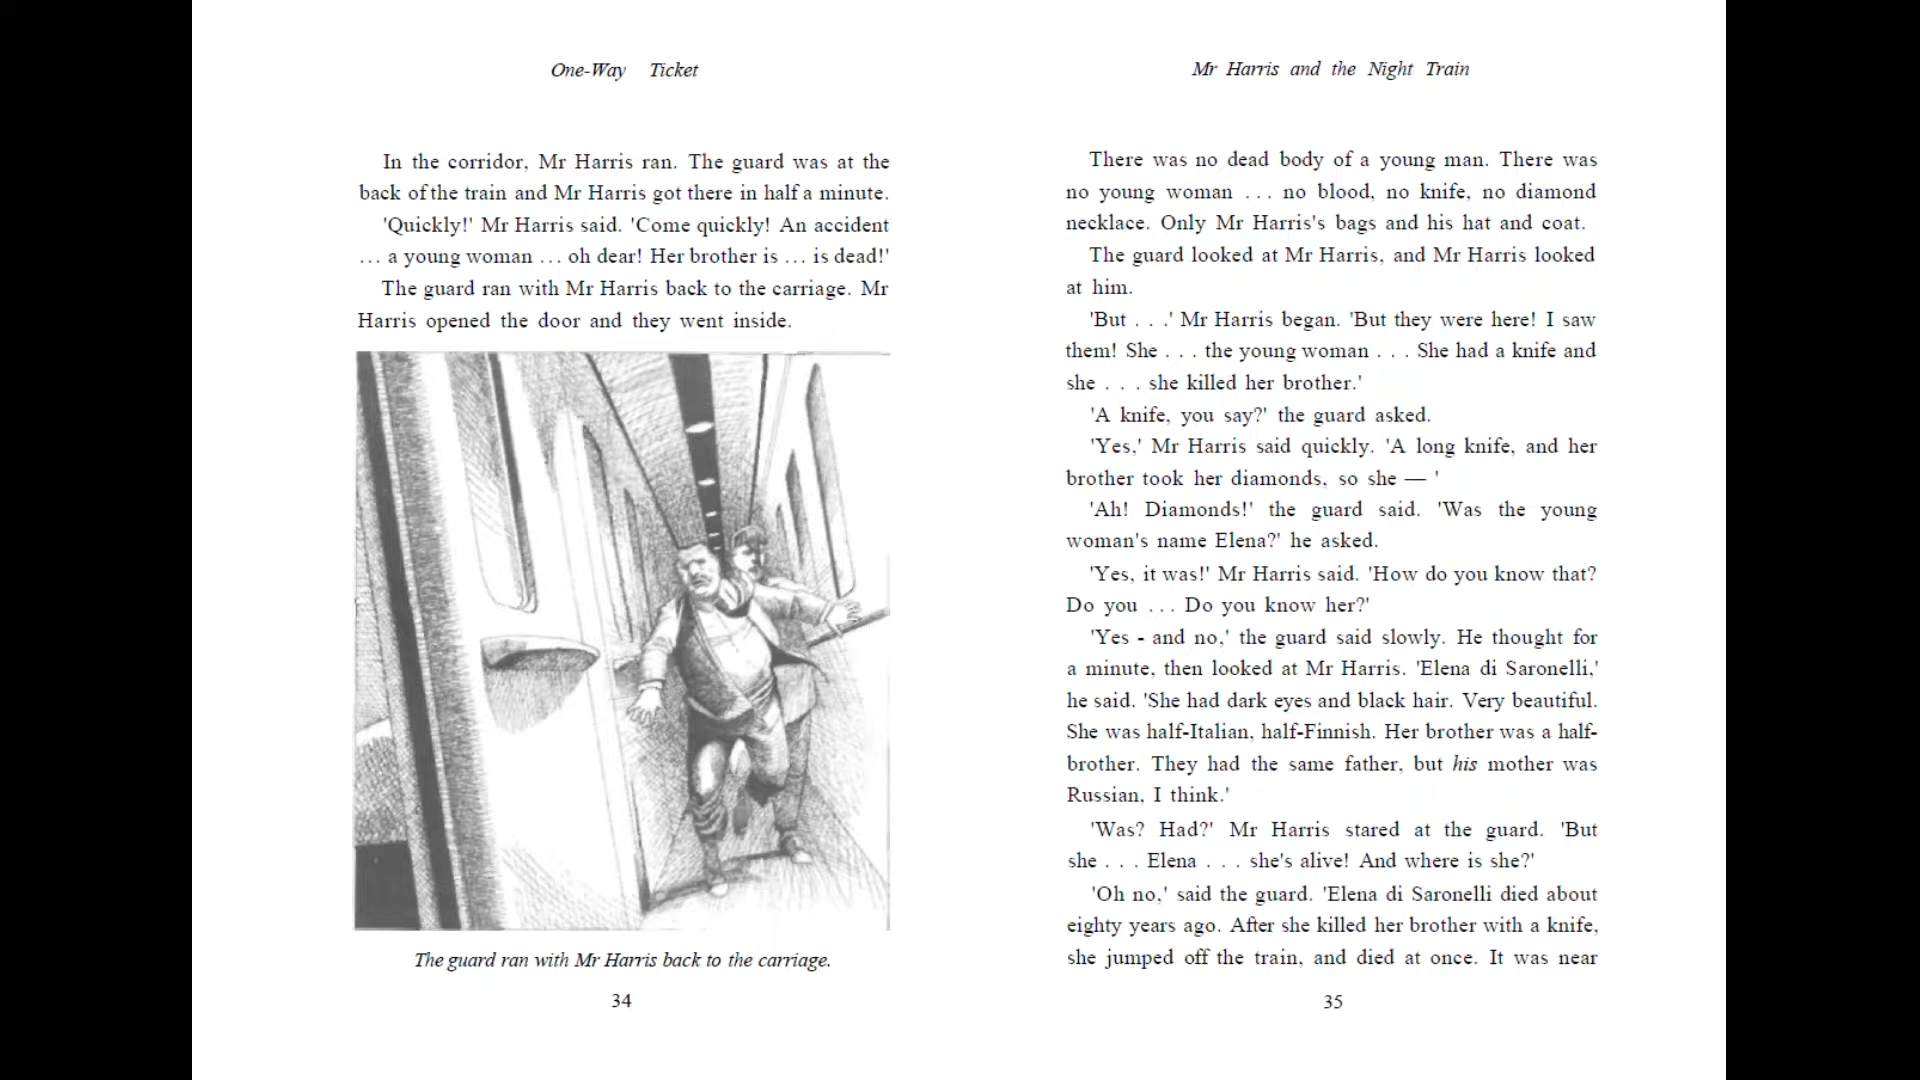 One-Way Ticket
In the corridor, Mr Harris ran. The guard was at the
back of the train and Mr Harris got there in half a minute.
'Quickly!' Mr Harris said. 'Come quickly! An accident
... a young woman ... oh dear! Her brother is ... is dead!'
The guard ran with Mr Harris back to the carriage. Mr
Harris opened the door and they went inside.
The guard ran with Mr Harris back to the carriage.
34
Mr Harris and the Night Train
There was no dead body of a young man. There was
no young woman . . . no blood, no knife, no diamond
necklace. Only Mr Harris's bags and his hat and coat.
The guard looked at Mr Harris, and Mr Harris looked
at him.
'But . . .' Mr Harris began. 'But they were here! I saw
them! She . . . the young woman . . . She had a knife and
she . . . she killed her brother.'
'A knife, you say?' the guard asked.
'Yes,' Mr Harris said quickly. 'A long knife, and her
brother took her diamonds, so she — '
'Ah! Diamonds!' the guard said. 'Was the young
woman's name Elena?' he asked.
'Yes, it was!' Mr Harris said. 'How do you know that?
Do you ... Do you know her?'
'Yes - and no,' the guard said slowly. He thought for
a minute, then looked at Mr Harris. 'Elena di Saronelli,'
he said. 'She had dark eyes and black hair. Very beautiful.
She was half-Italian, half-Finnish. Her brother was a half-
brother. They had the same father, but his mother was
Russian, I think.'
'Was? Had?' Mr Harris stared at the guard. 'But
she . . . Elena . . . she's alive! And where is she?'
'Oh no,' said the guard. 'Elena di Saronelli died about
eighty years ago. After she killed her brother with a knife,
she jumped off the train, and died at once. It was near
35